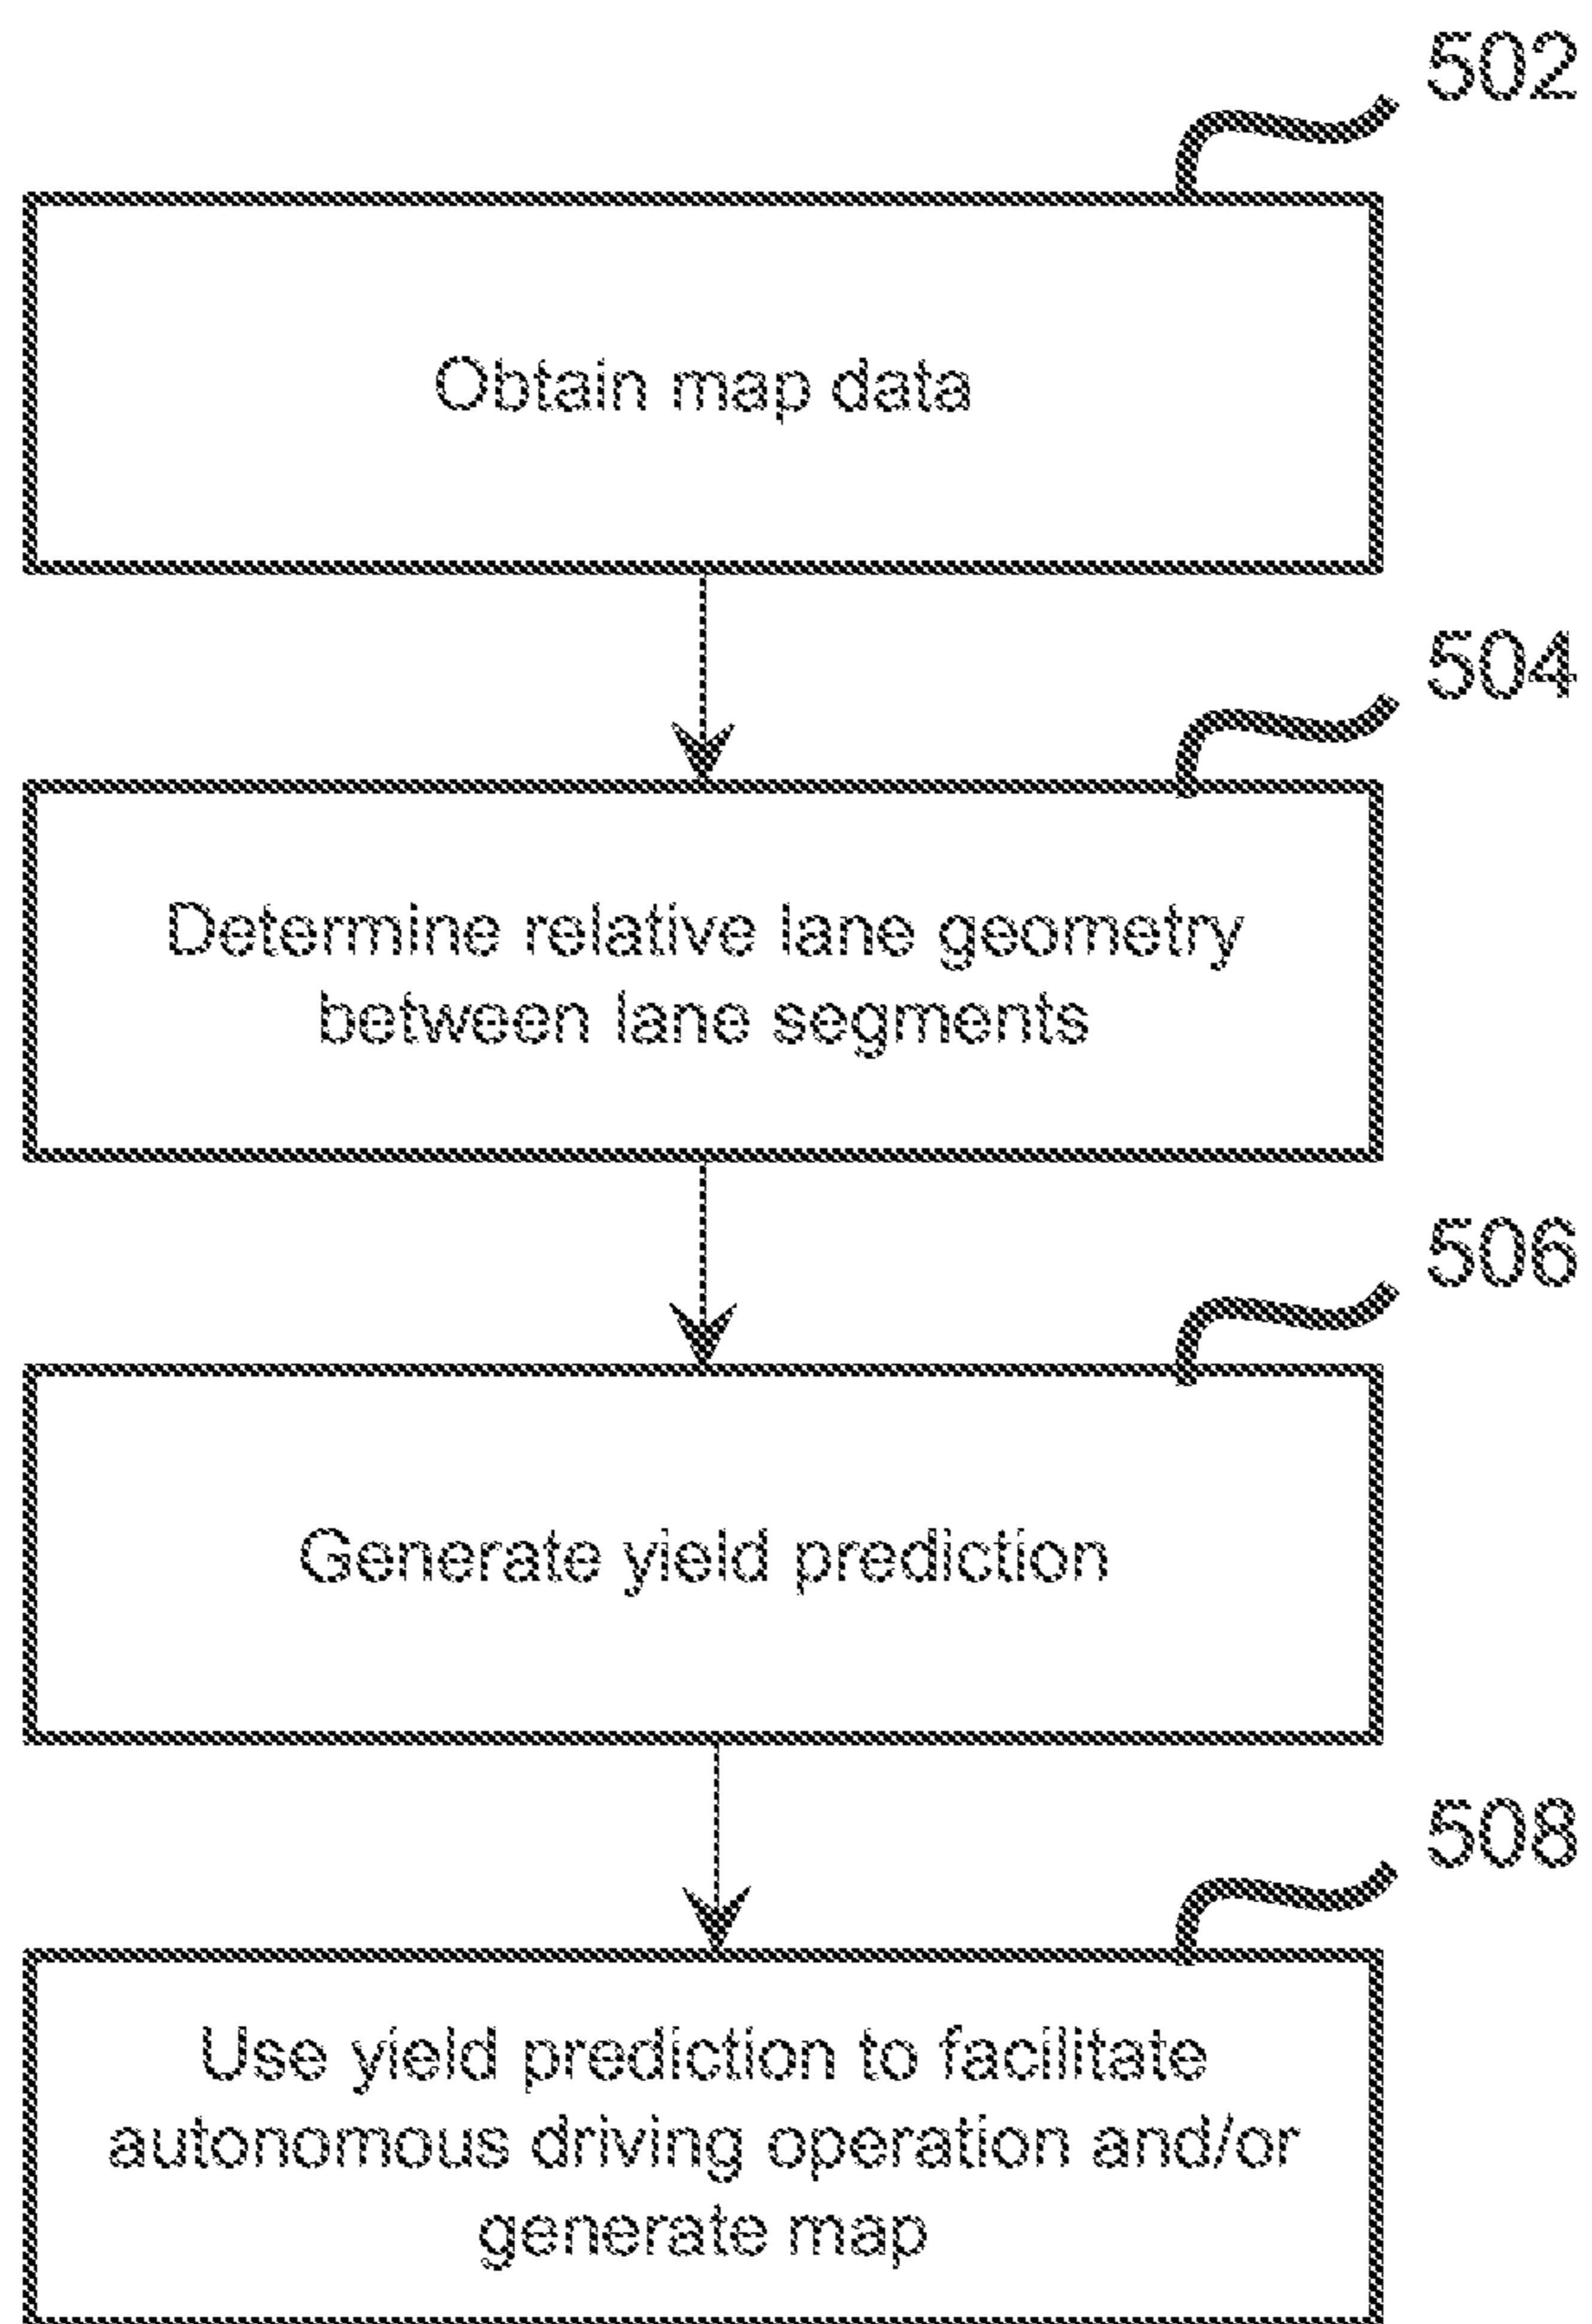 502
Obtain map data
504
Determine relative lane geometry
between lane segments
506
Generate yield prediction
508
Use yield prediction to facilitate
autonomous driving operation and/or
generate map